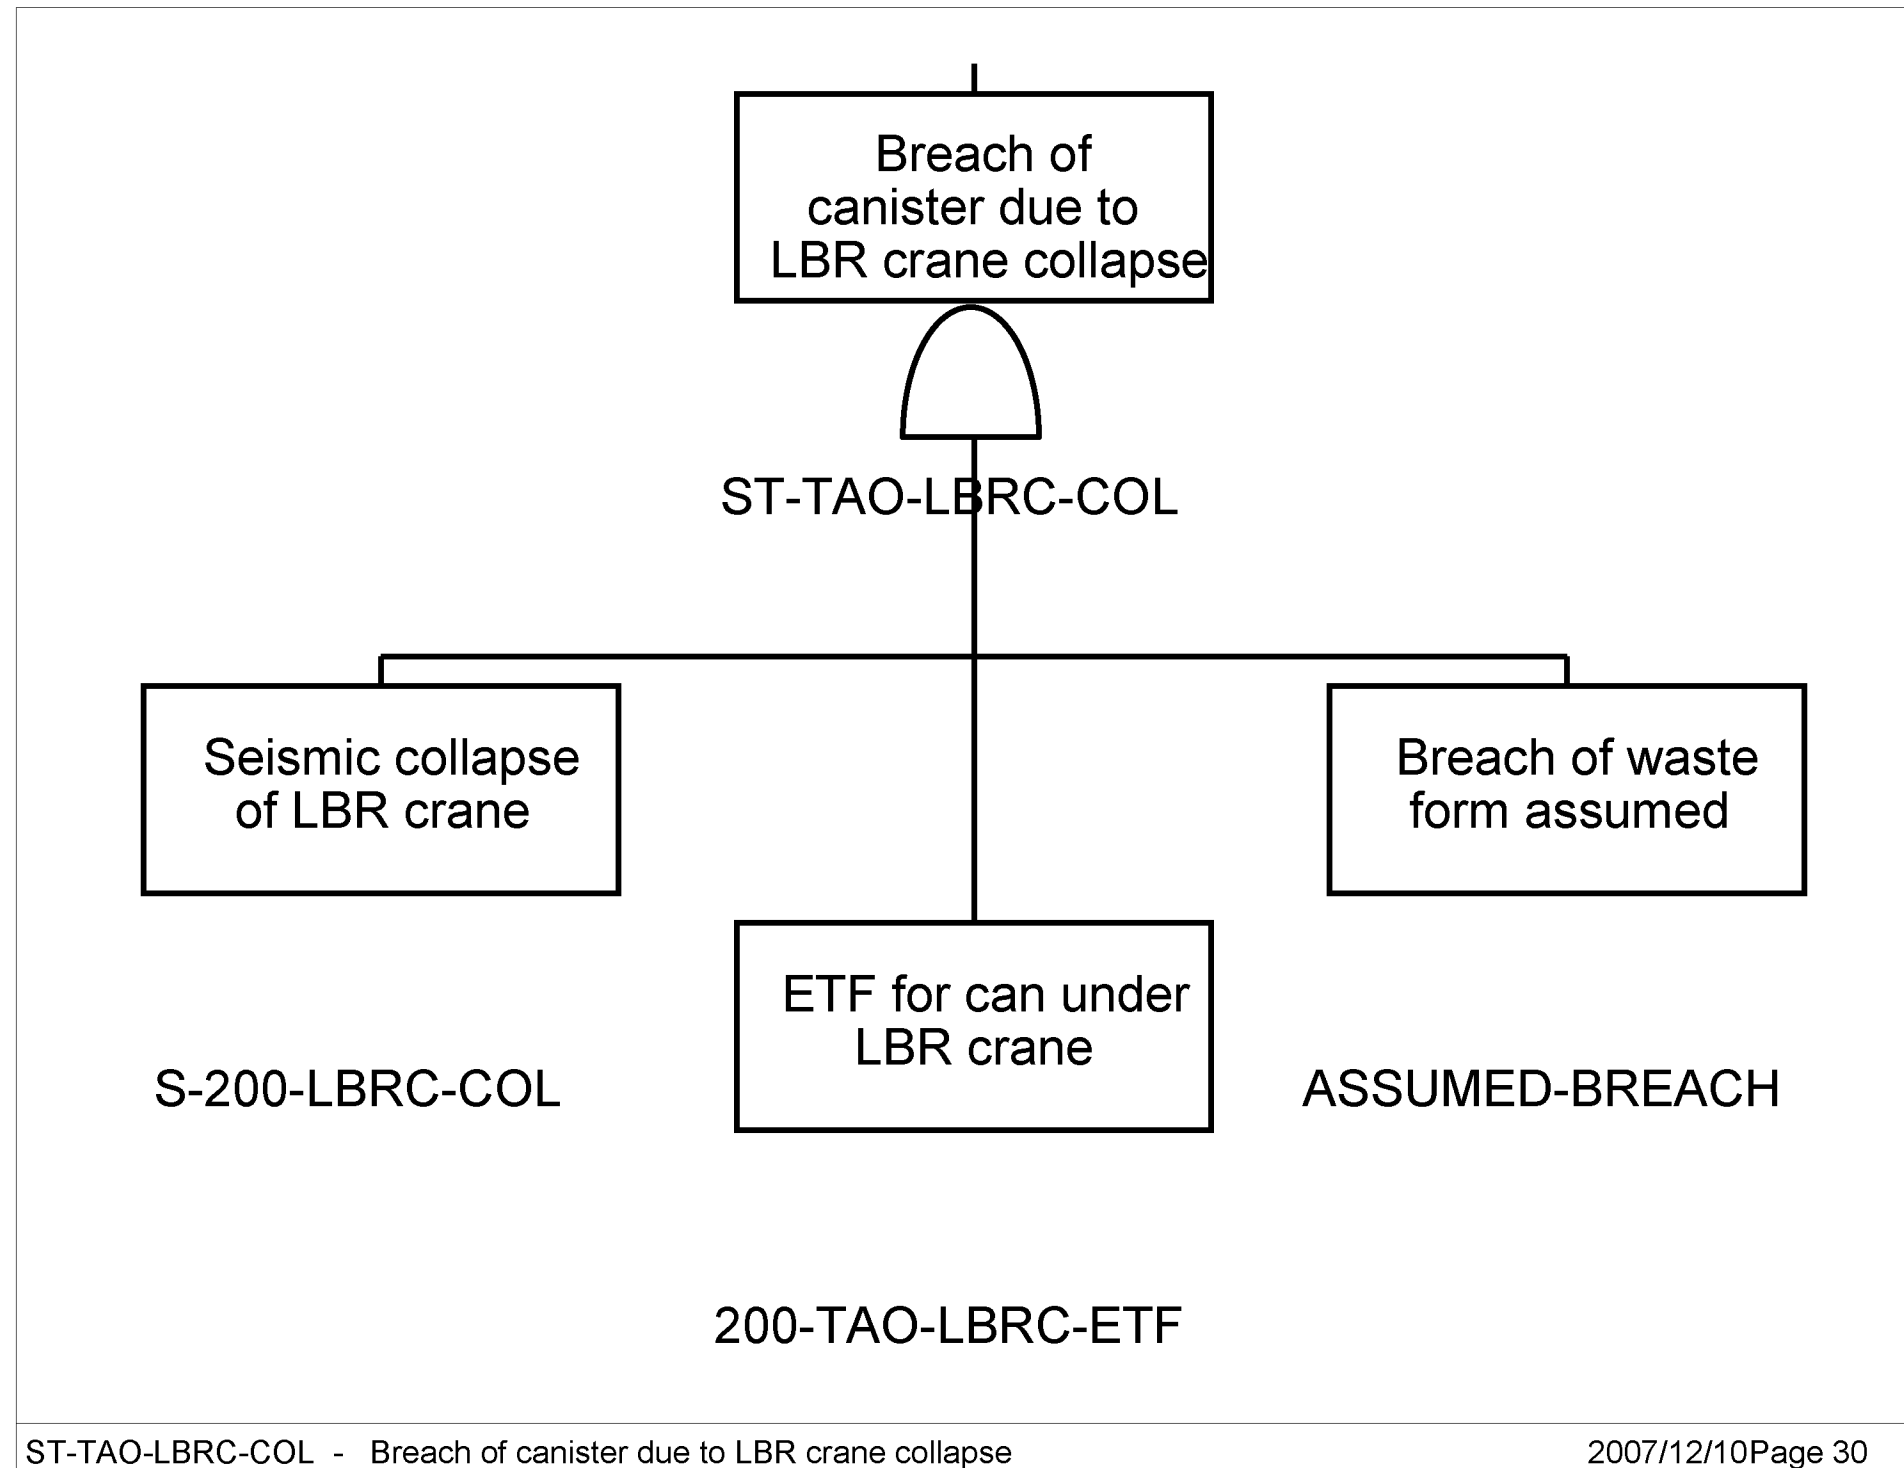 Breach of
canister due to
LBR crane collapse
ST-TAO-LBRC-COL
Seismic collapse
of LBR crane
S-200-LBRC-COL
ETF for can under
LBR crane
200-TAO-LBRC-ETF
Breach of waste
form assumed
ASSUMED-BREACH
ST-TAO-LBRC-COL - Breach of canister due to LBR crane collapse
2007/12/10Page 30